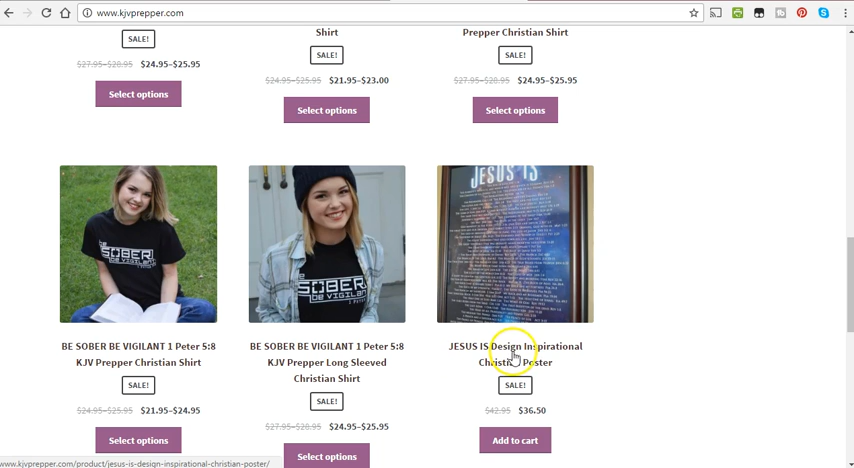 www.kjvprepper.com
SALE!
Shirt
Prepper Christian Shirt
$27.95–$28.95 $24.95–$25.95
SALE!
SALE!
Select options
$24.95–$25.95 $21.95–$23.00
$27.95–$28.95 $24.95–$25.95
Select options
Select options
SOBER!
be VIGILANT
BE
SOBER
be VIGILANT
JESUS IS
BE SOBER BE VIGILANT 1 Peter 5:8
KJV Prepper Christian Shirt
SALE!
$24.95–$25.95 $21.95–$24.95
Select options
BE SOBER BE VIGILANT 1 Peter 5:8
KJV Prepper Long Sleeved
Christian Shirt
SALE!
$27.95–$28.95 $24.95–$25.95
Select options
JESUS IS Design Inspirational
Christian Poster
SALE!
$42.95 $36.50
Add to cart
www.kjvprepper.com/product/jesus-is-design-inspirational-christian-poster/